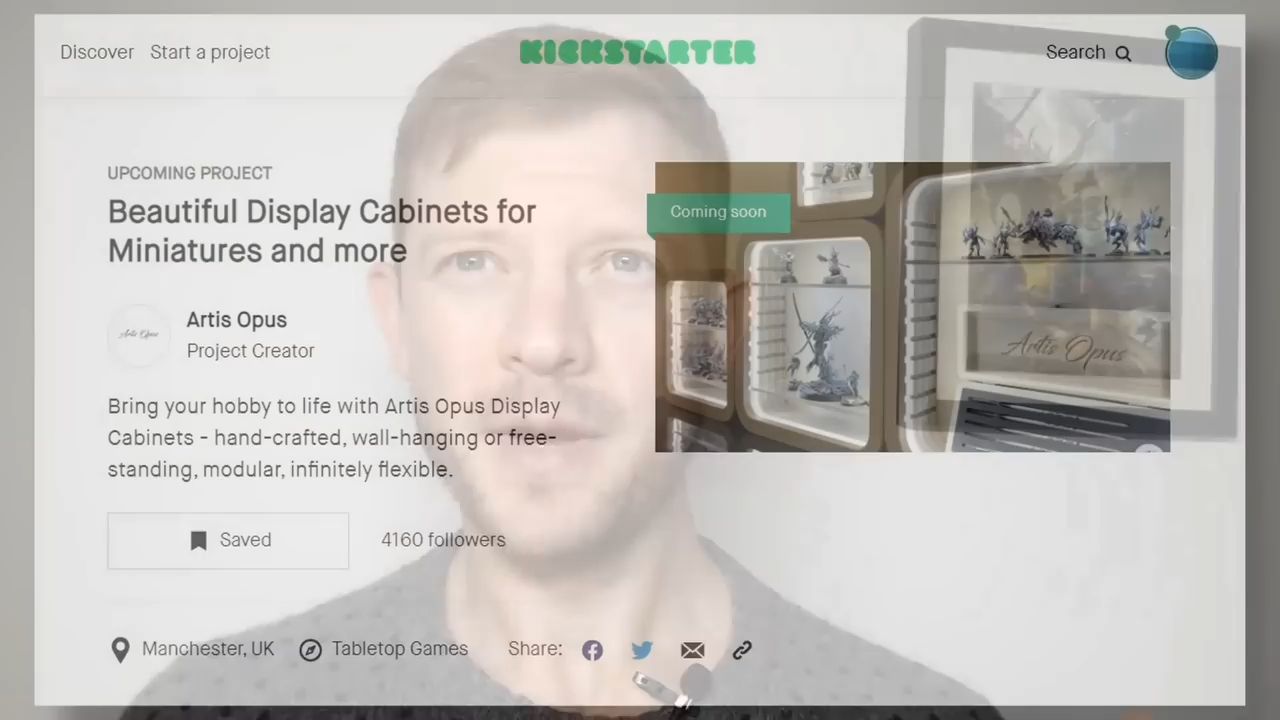 Discover Start a project KICKSTARTER Search
UPCOMING PROJECT
Beautiful Display Cabinets for
Miniatures and more
Coming soon
Artis Opus
Artis Opus
Project Creator
Artis Opus
Bring your hobby to life with Artis Opus Display
Cabinets - hand-crafted, wall-hanging or free-
standing, modular, infinitely flexible.
Saved 4160 followers
Manchester, UK Tabletop Games Share: